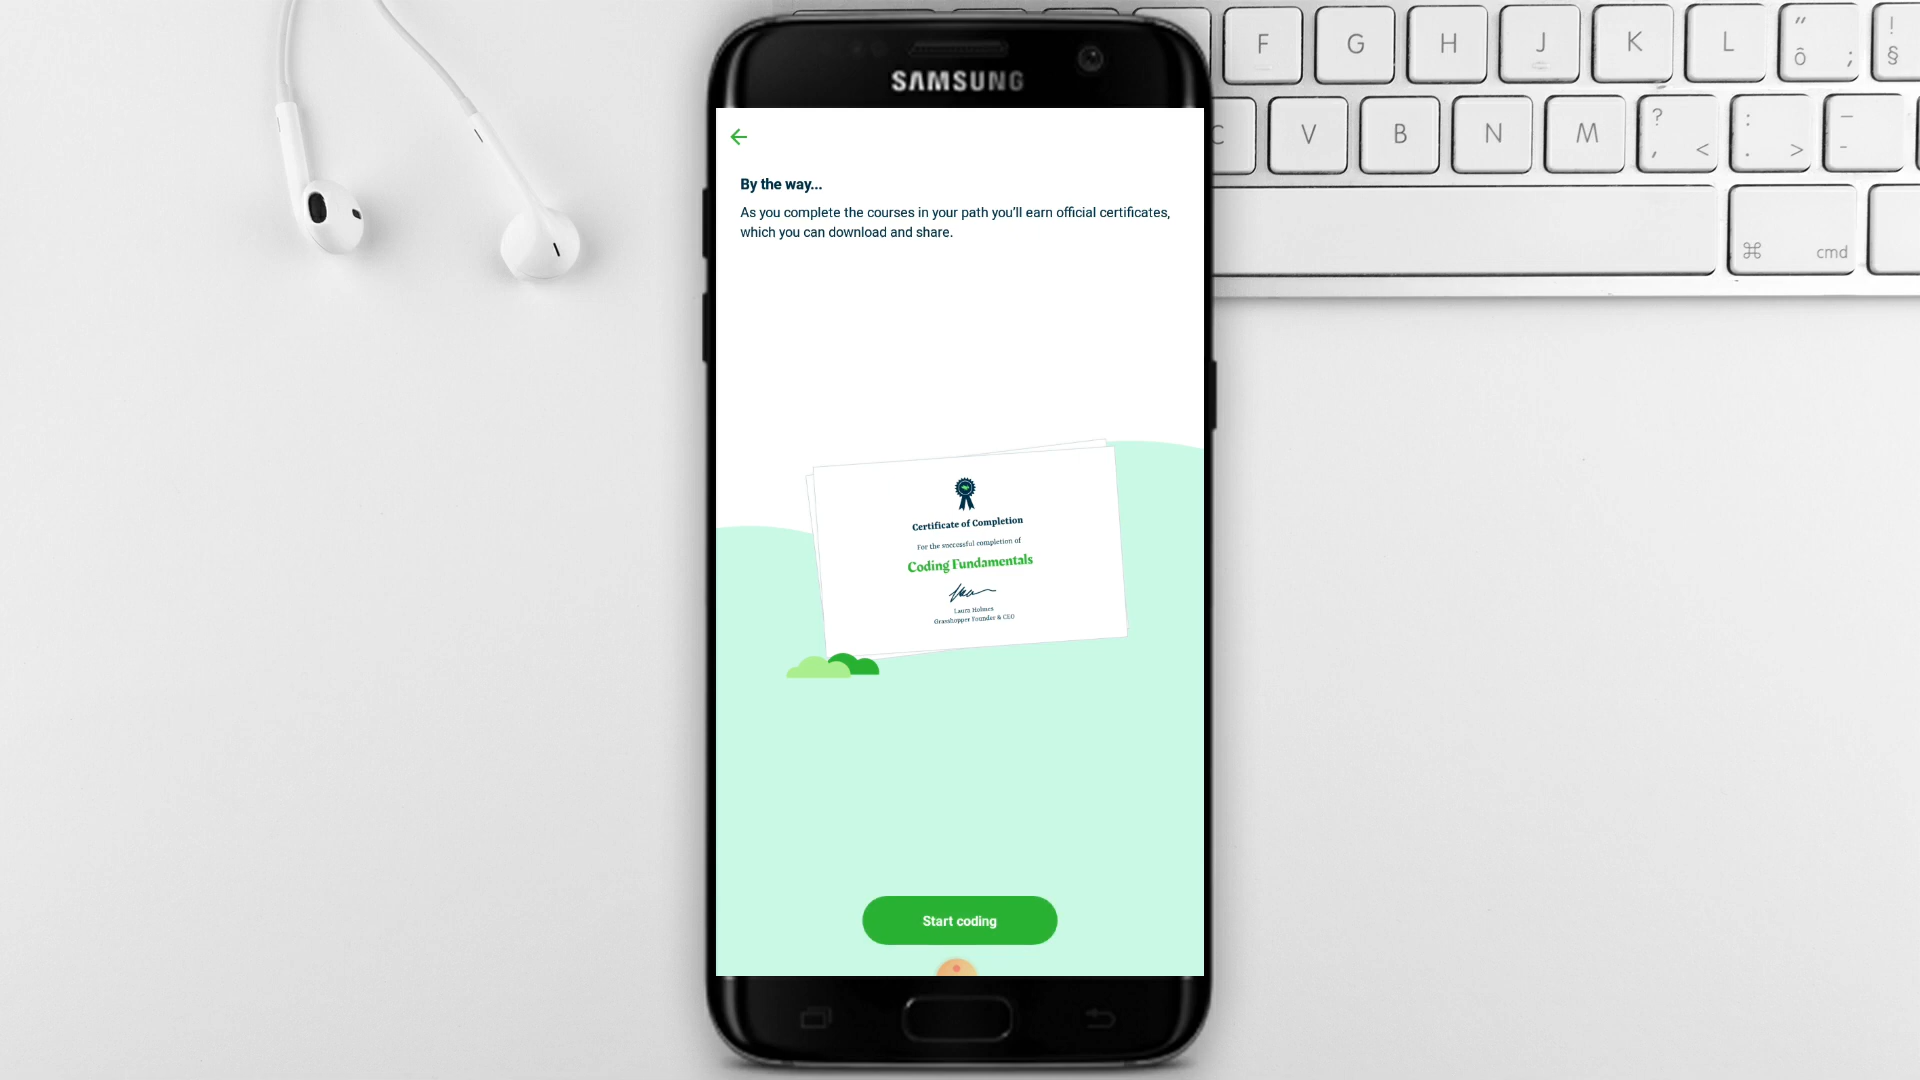 F G H J K L “ ô ; ! §
SAMSUNG
C V B N M ? , < : . > – -
By the way...
As you complete the courses in your path you’ll earn official certificates,
which you can download and share.
⌘ cmd
Certificate of Completion
For the successful completion of
Coding Fundamentals
Laura Holmes
Grasshopper Founder & CEO
Start coding